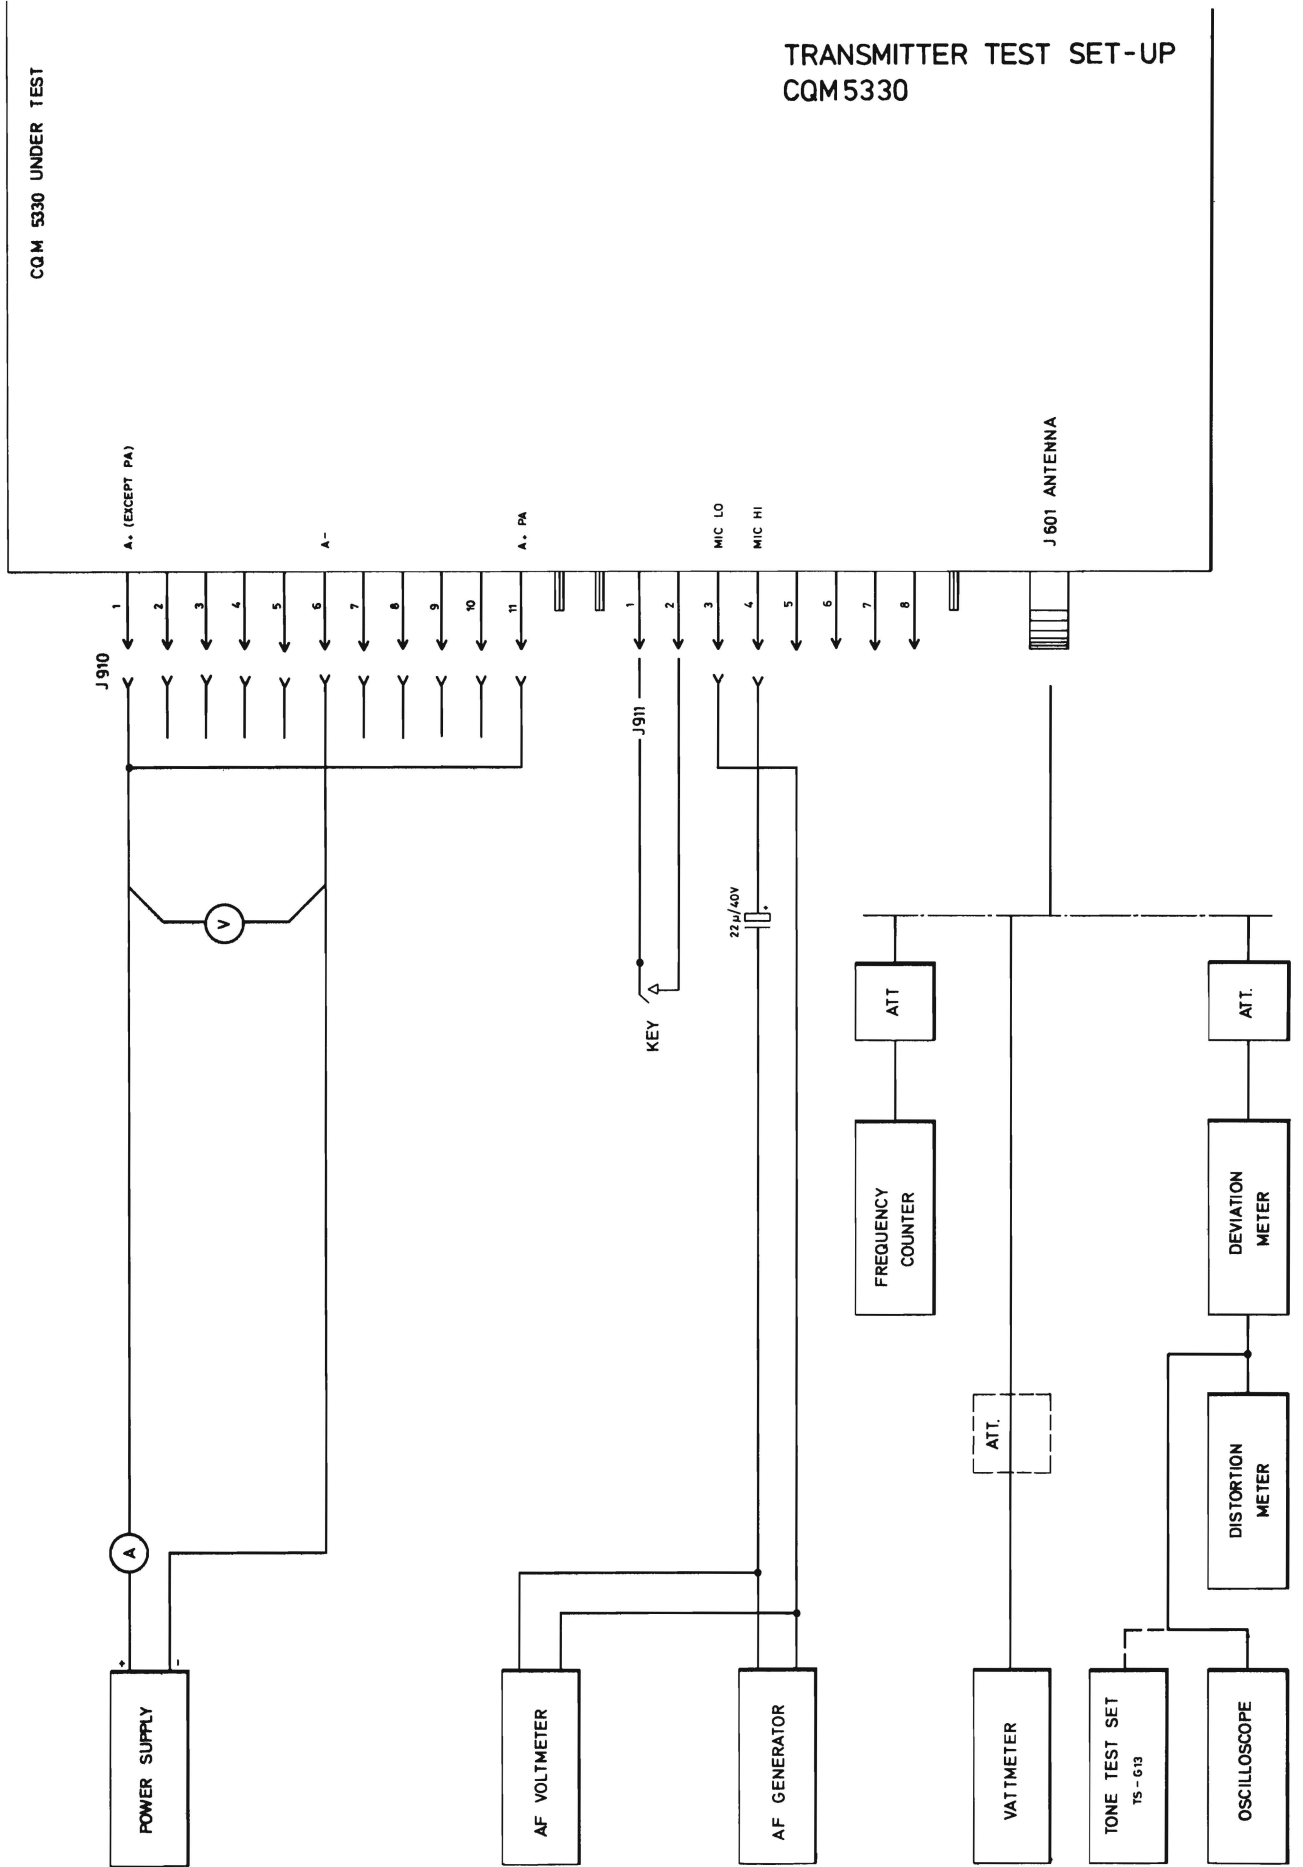 TRANSMITTER TEST SET-UP
CQM5330
CQM 5330 UNDER TEST
A+ (EXCEPT PA)
A-
A+ PA
MIC LO
MIC HI
J601 ANTENNA
1
2
3
4
5
6
7
8
9
10
11
1
2
3
4
5
6
7
8
J910
J911
V
22µ/40V
+
KEY
ATT
ATT.
FREQUENCY
COUNTER
DEVIATION
METER
ATT.
DISTORTION
METER
A
+
-
POWER SUPPLY
AF VOLTMETER
AF GENERATOR
VATTMETER
TONE TEST SET
TS-G13
OSCILLOSCOPE